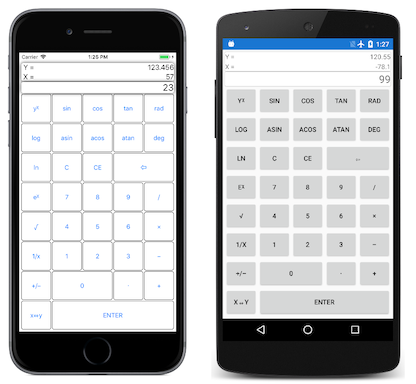 Carrier 1:25 PM
Y = 123.456
X = 57
23
yˣ sin cos tan rad
log asin acos atan deg
ln C CE ⇦
eˣ 7 8 9 /
√ 4 5 6 ×
1/x 1 2 3 −
+/− 0 · +
x↔y ENTER
1:27
Y = 129.55
X = -78.1
99
Yˣ SIN COS TAN RAD
LOG ASIN ACOS ATAN DEG
LN C CE ⇦
Eˣ 7 8 9 /
√ 4 5 6 ×
1/X 1 2 3 −
+/− 0 · +
X↔Y ENTER